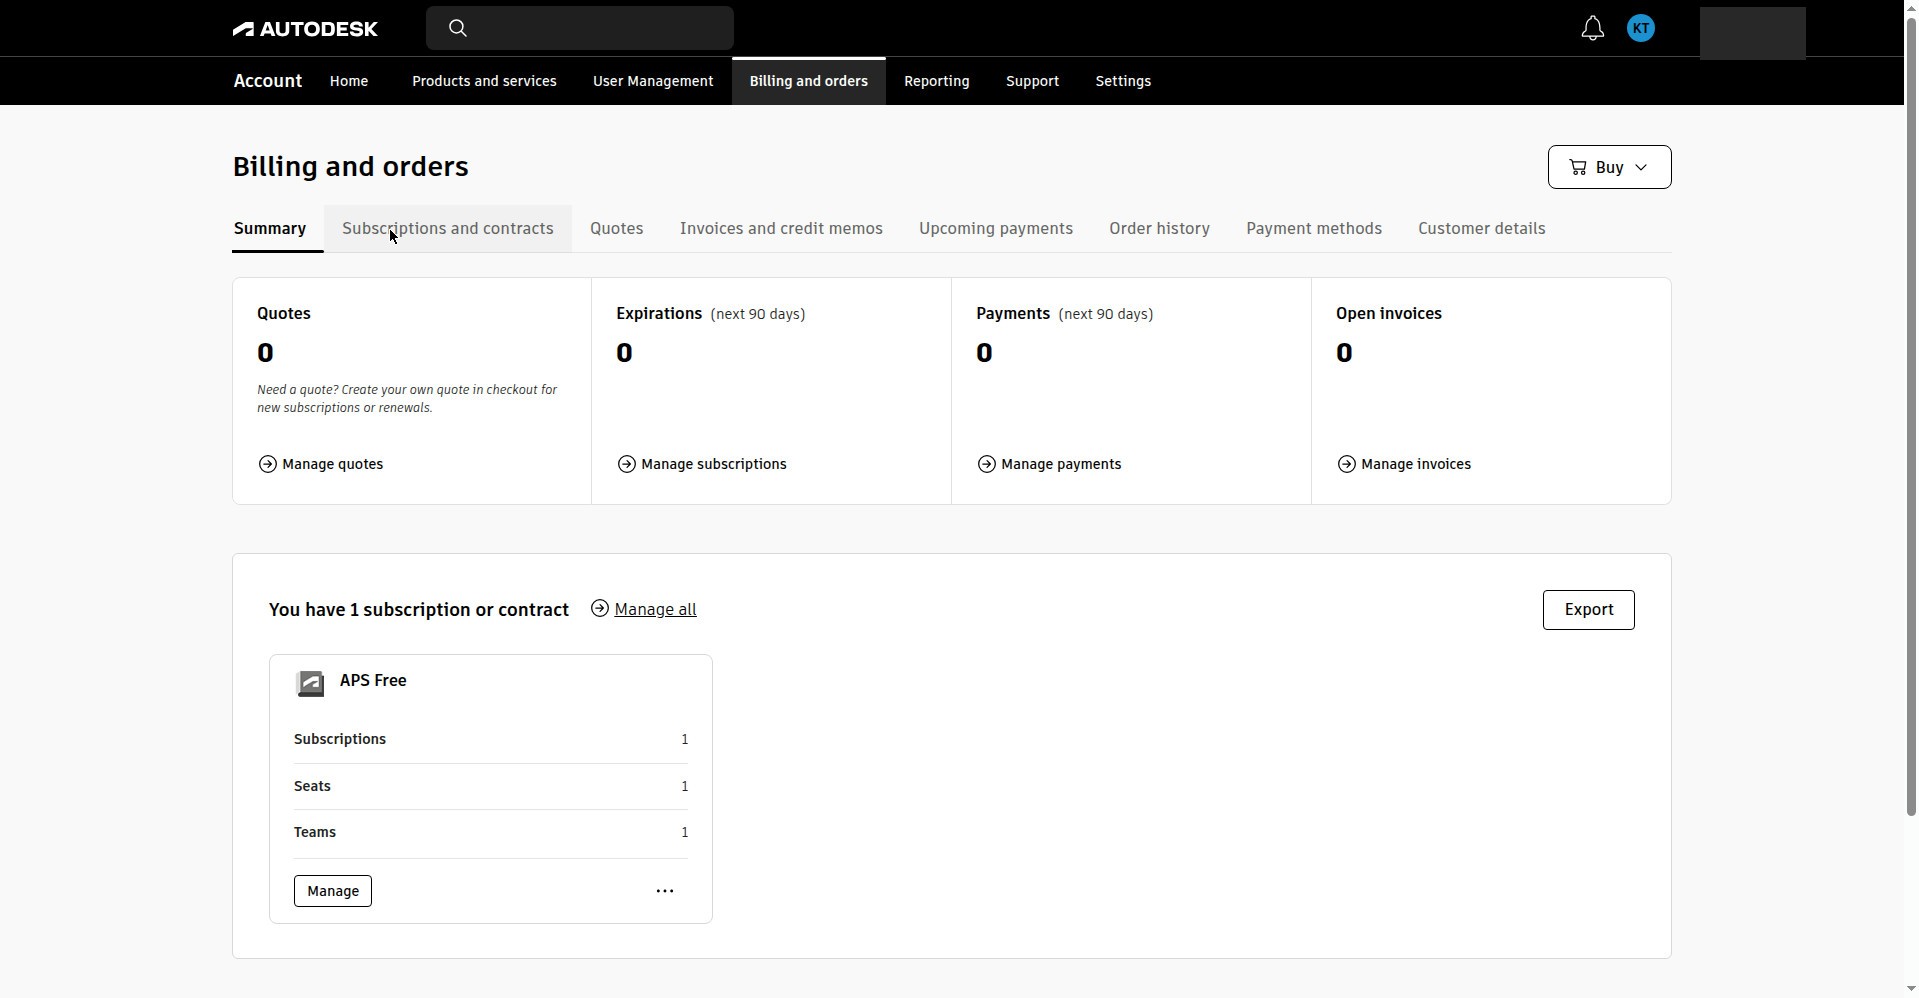 AUTODESK
KT
Account Home Products and services User Management Billing and orders Reporting Support Settings
Billing and orders
Buy
Summary Subscriptions and contracts Quotes Invoices and credit memos Upcoming payments Order history Payment methods Customer details
Quotes
0
Need a quote? Create your own quote in checkout for
new subscriptions or renewals.
Manage quotes
Expirations (next 90 days)
0
Manage subscriptions
Payments (next 90 days)
0
Manage payments
Open invoices
0
Manage invoices
You have 1 subscription or contract Manage all
Export
APS Free
Subscriptions 1
Seats 1
Teams 1
Manage